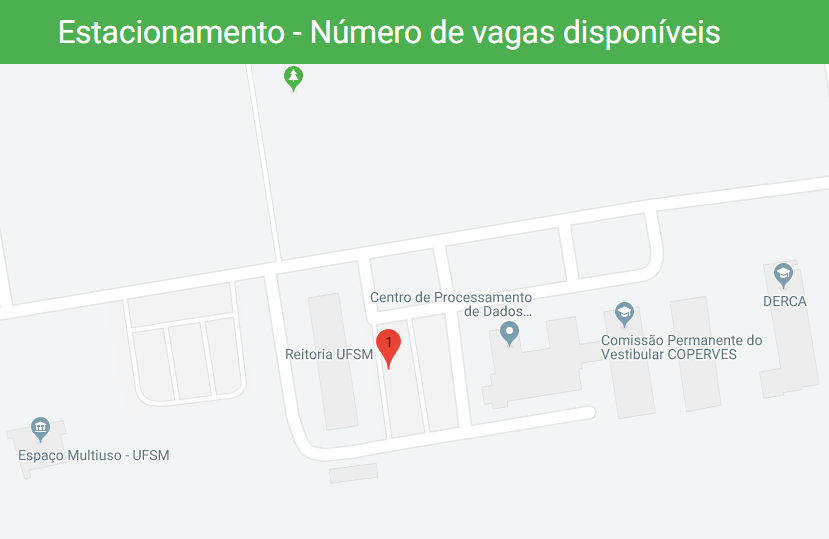 Estacionamento - Número de vagas disponíveis
Centro de Processamento
de Dados...
DERCA
1
Reitoria UFSM
Comissão Permanente do
Vestibular COPERVES
Espaço Multiuso - UFSM